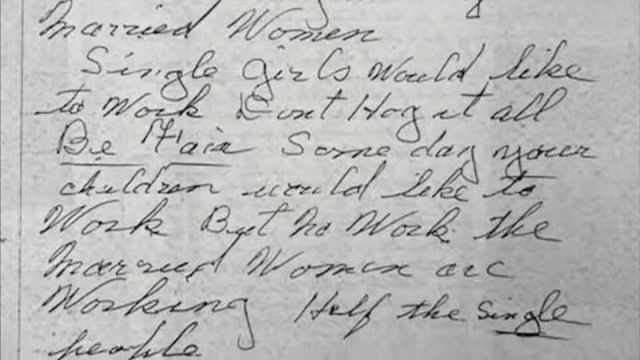 Married Women
Single Girls Would like
to Work Dont Hog it all
Be Fair Some day your
children would like to
Work But no Work the
Married Women are
Working Half the single
people